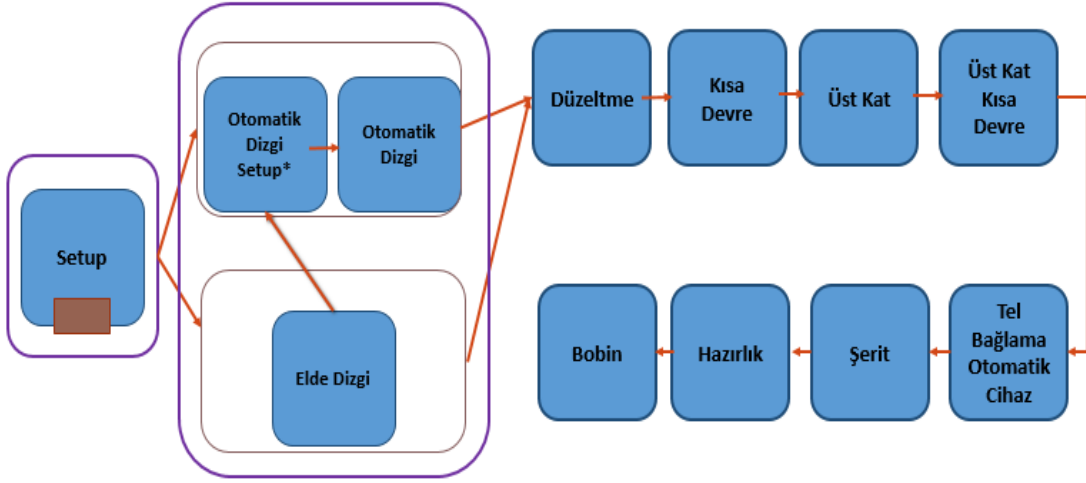 Setup
Otomatik
Dizgi
Setup*
Otomatik
Dizgi
Elde Dizgi
Düzeltme
Kısa
Devre
Üst Kat
Üst Kat
Kısa
Devre
Tel
Bağlama
Otomatik
Cihaz
Şerit
Hazırlık
Bobin